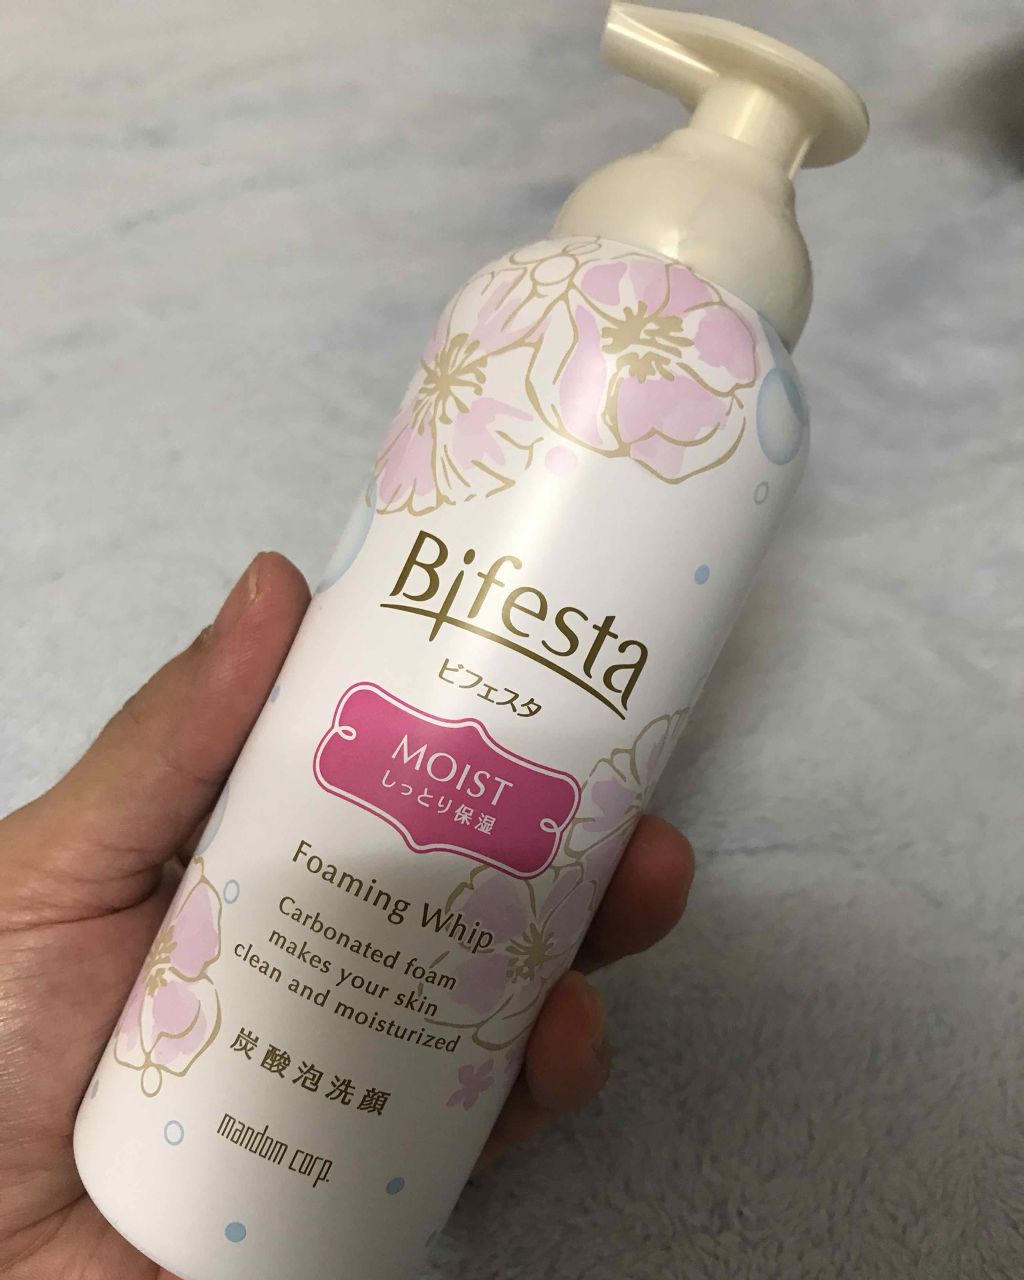 Bifesta
ビフェスタ
MOIST
しっとり保湿
Foaming Whip
Carbonated foam
makes your skin
clean and moisturized
炭酸泡洗顔
mandom corp.